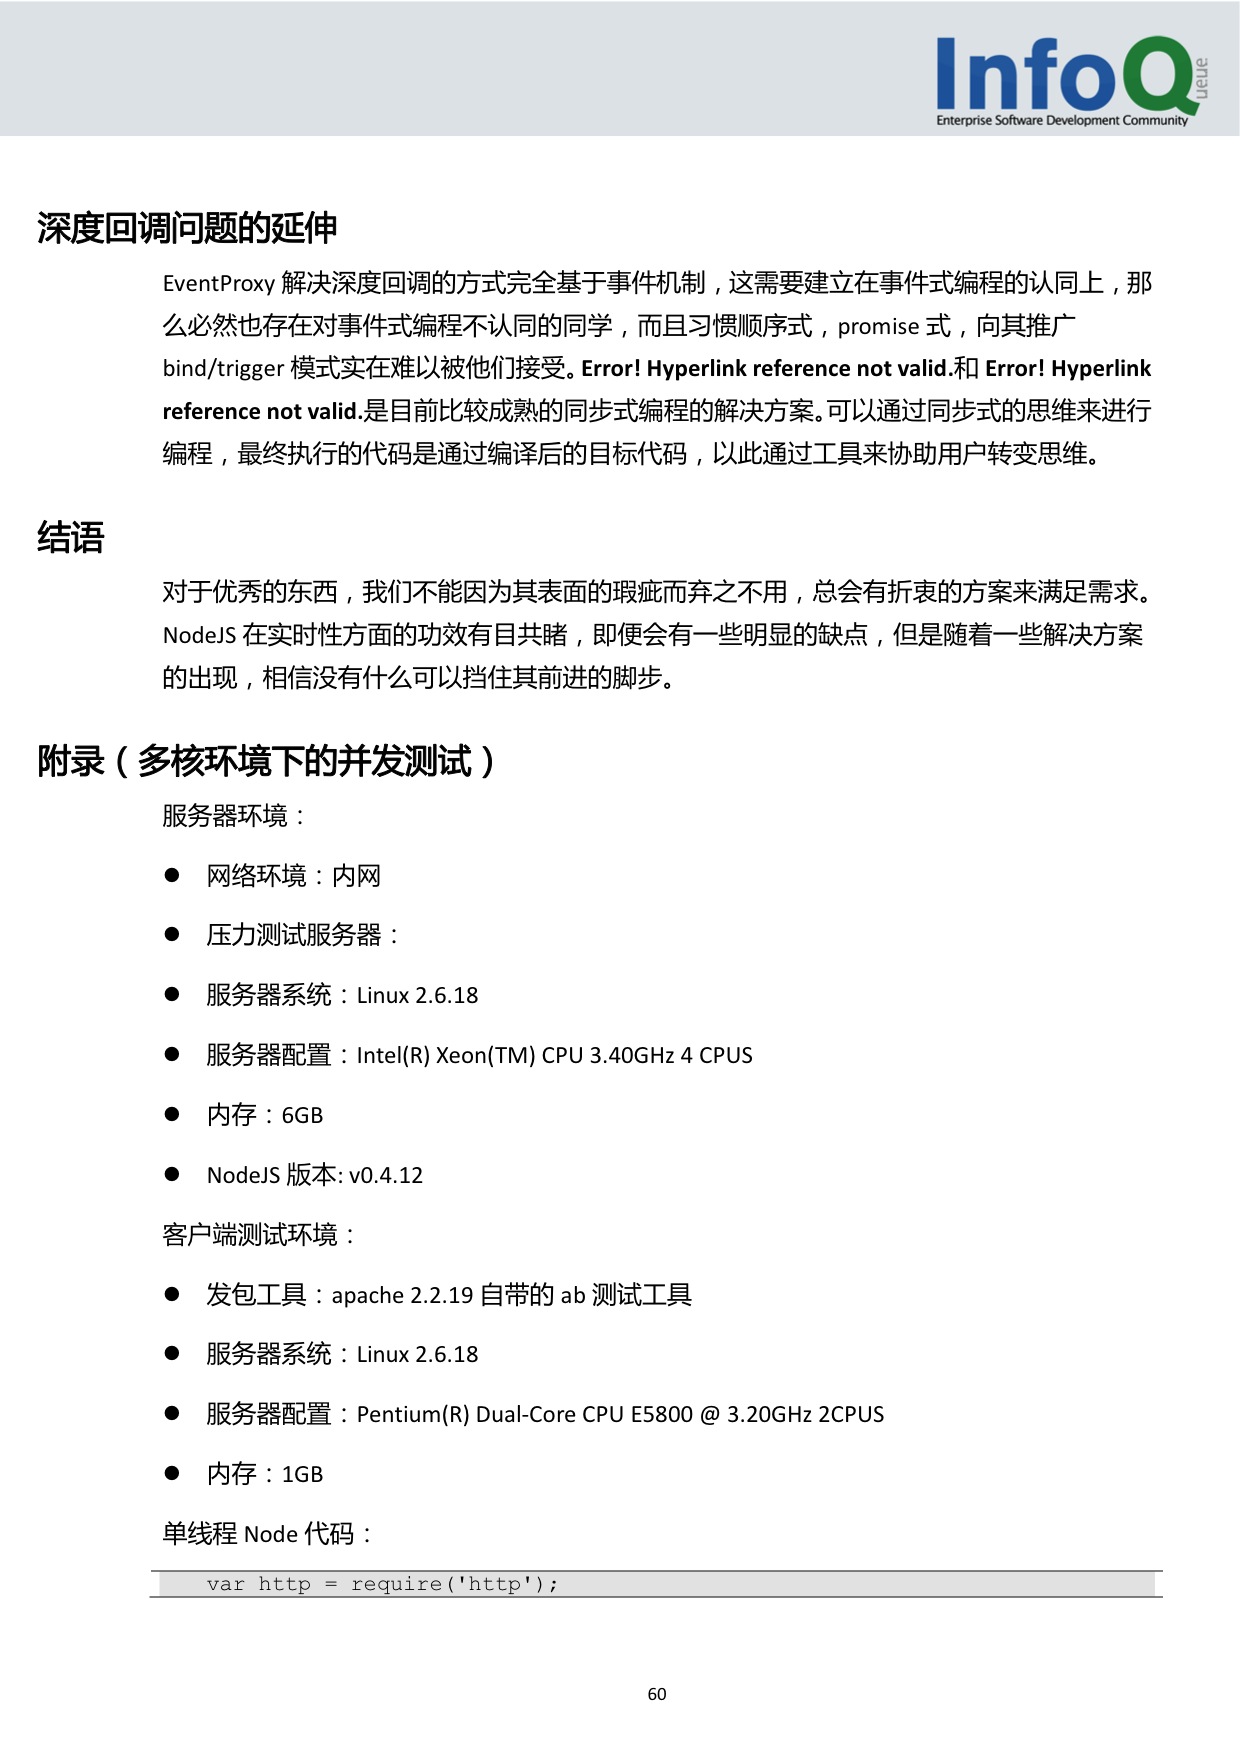 InfoQueue
Enterprise Software Development Community
深度回调问题的延伸
EventProxy 解决深度回调的方式完全基于事件机制，这需要建立在事件式编程的认同上，那
么必然也存在对事件式编程不认同的同学，而且习惯顺序式，promise 式，向其推广
bind/trigger 模式实在难以被他们接受。Error! Hyperlink reference not valid.和 Error! Hyperlink
reference not valid.是目前比较成熟的同步式编程的解决方案。可以通过同步式的思维来进行
编程，最终执行的代码是通过编译后的目标代码，以此通过工具来协助用户转变思维。
结语
对于优秀的东西，我们不能因为其表面的瑕疵而弃之不用，总会有折衷的方案来满足需求。
NodeJS 在实时性方面的功效有目共睹，即便会有一些明显的缺点，但是随着一些解决方案
的出现，相信没有什么可以挡住其前进的脚步。
附录（多核环境下的并发测试）
服务器环境：
● 网络环境：内网
● 压力测试服务器：
● 服务器系统：Linux 2.6.18
● 服务器配置：Intel(R) Xeon(TM) CPU 3.40GHz 4 CPUS
● 内存：6GB
● NodeJS 版本: v0.4.12
客户端测试环境：
● 发包工具：apache 2.2.19 自带的 ab 测试工具
● 服务器系统：Linux 2.6.18
● 服务器配置：Pentium(R) Dual-Core CPU E5800 @ 3.20GHz 2CPUS
● 内存：1GB
单线程 Node 代码：
var http = require('http');
60